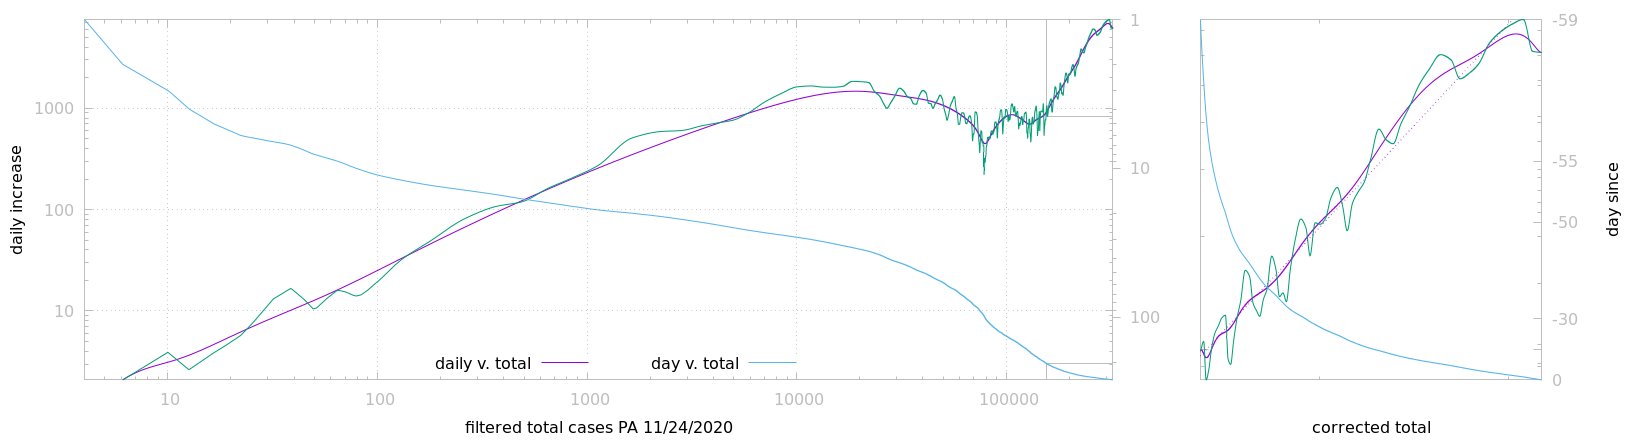 1000
100
10
daily increase
daily v. total
day v. total
10
100
1000
10000
100000
filtered total cases PA 11/24/2020
1
10
100
-59
-55
-50
-30
0
day since
corrected total